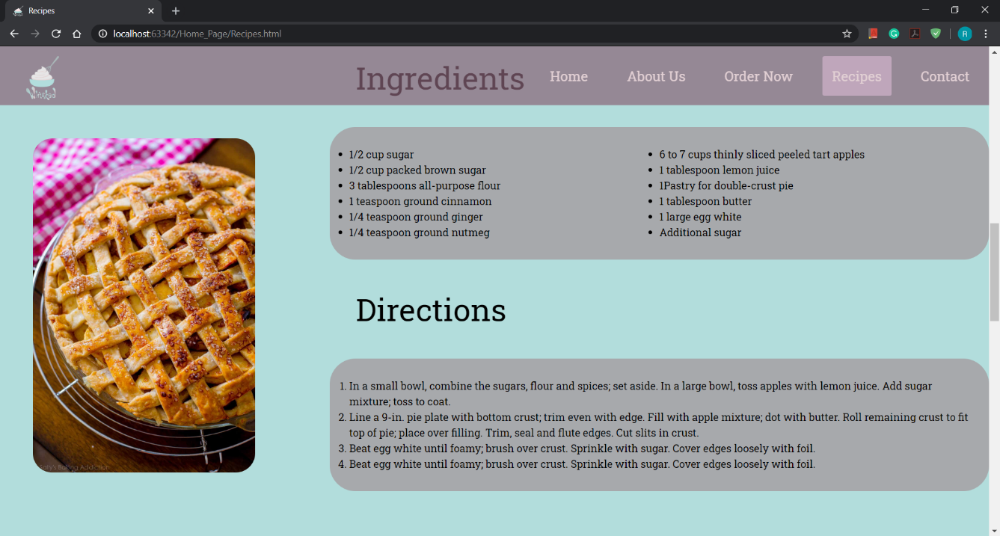 Recipes
localhost:63342/Home_Page/Recipes.html
R
Whisked
Ingredients
Home
About Us
Order Now
Recipes
Contact
1/2 cup sugar
1/2 cup packed brown sugar
3 tablespoons all-purpose flour
1 teaspoon ground cinnamon
1/4 teaspoon ground ginger
1/4 teaspoon ground nutmeg
6 to 7 cups thinly sliced peeled tart apples
1 tablespoon lemon juice
1Pastry for double-crust pie
1 tablespoon butter
1 large egg white
Additional sugar
Directions
1. In a small bowl, combine the sugars, flour and spices; set aside. In a large bowl, toss apples with lemon juice. Add sugar
mixture; toss to coat.
2. Line a 9-in. pie plate with bottom crust; trim even with edge. Fill with apple mixture; dot with butter. Roll remaining crust to fit
top of pie; place over filling. Trim, seal and flute edges. Cut slits in crust.
3. Beat egg white until foamy; brush over crust. Sprinkle with sugar. Cover edges loosely with foil.
4. Beat egg white until foamy; brush over crust. Sprinkle with sugar. Cover edges loosely with foil.
Sally's Baking Addiction